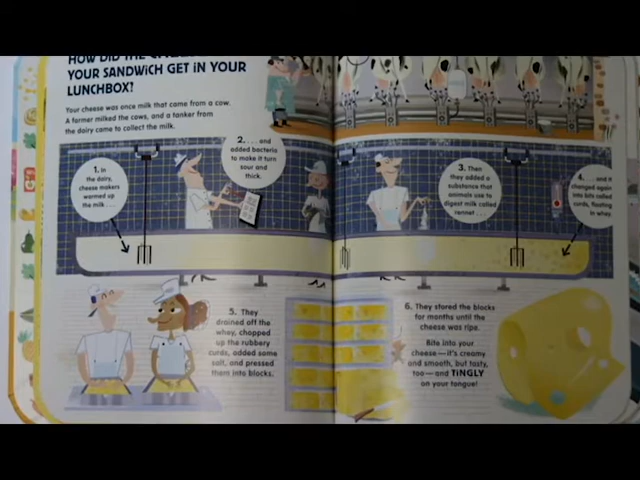 HOW DID THE
YOUR SANDWiCH GET iN YOUR
LUNCHBOX?
Your cheese was once milk that came from a cow.
A farmer milked the cows, and a tanker from
the dairy came to collect the milk.
1. In
the dairy,
cheese makers
warmed up
the milk . . .
2. . . . and
added bacteria
to make it turn
sour and
thick.
3. Then
they added a
substance that
animals use to
digest milk called
rennet . . .
4. . . . and it
changed again
into bits called
curds, floating
in whey.
5. They
drained off the
whey, chopped
up the rubbery
curds, added some
salt, and pressed
them into blocks.
6. They stored the blocks
for months until the
cheese was ripe.
Bite into your
cheese—it's creamy
and smooth, but tasty,
too—and TiNGLY
on your tongue!